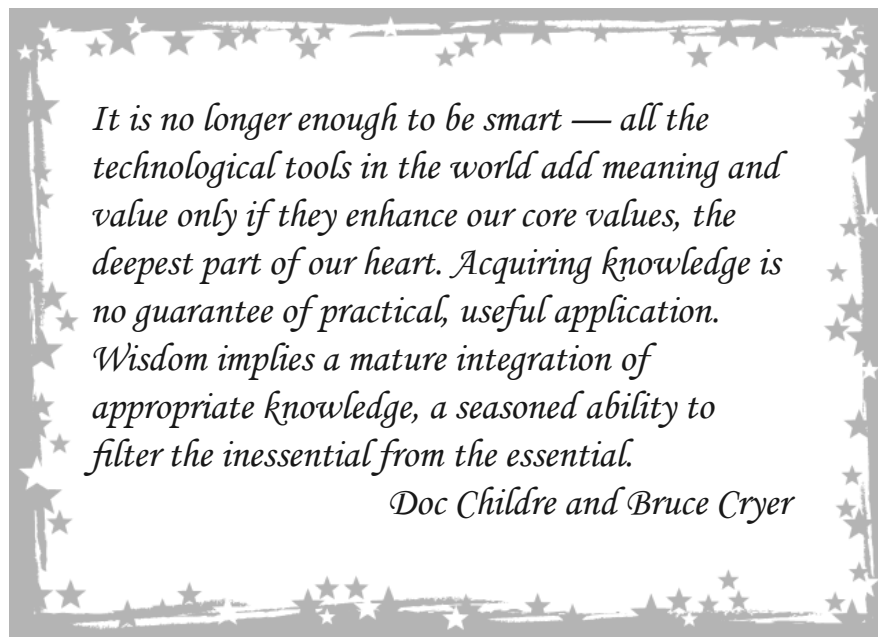 It is no longer enough to be smart — all the
technological tools in the world add meaning and
value only if they enhance our core values, the
deepest part of our heart. Acquiring knowledge is
no guarantee of practical, useful application.
Wisdom implies a mature integration of
appropriate knowledge, a seasoned ability to
filter the inessential from the essential.
Doc Childre and Bruce Cryer